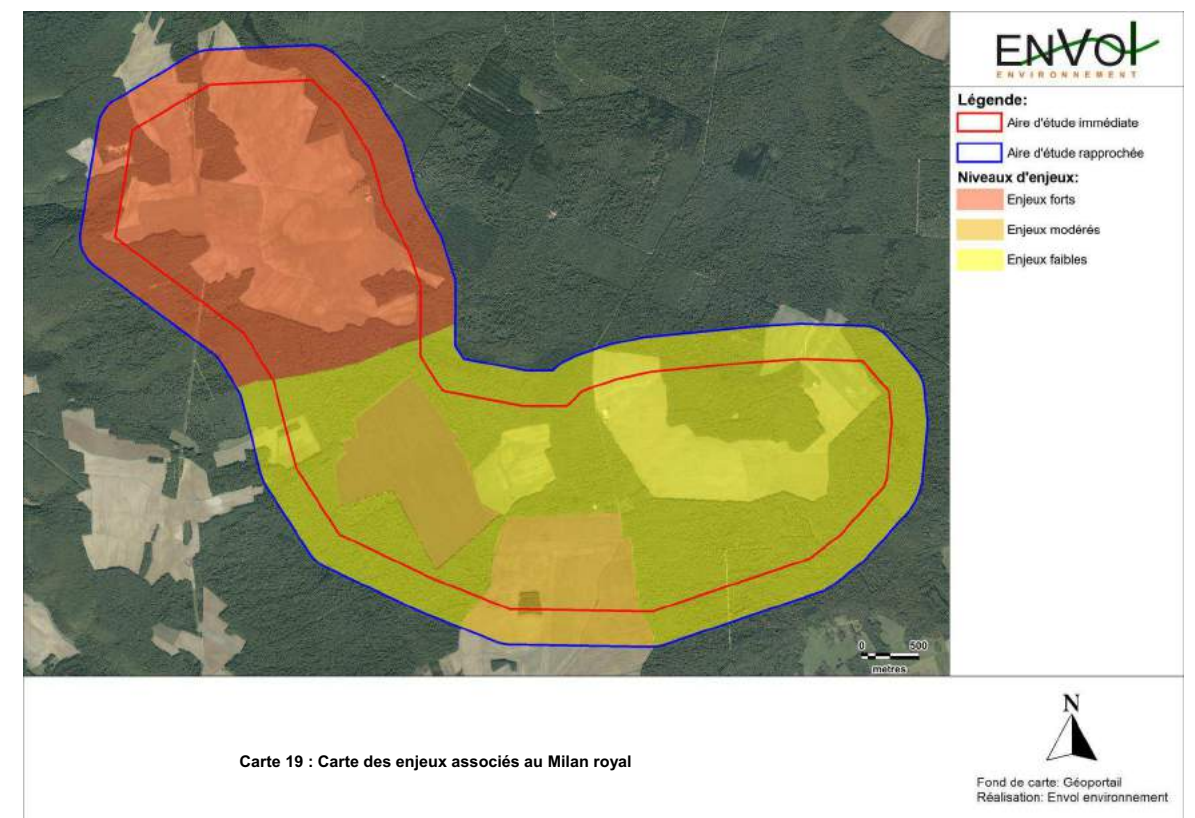 ENVOL
ENVIRONNEMENT
Légende:
Aire d'étude immédiate
Aire d'étude rapprochée
Niveaux d'enjeux:
Enjeux forts
Enjeux modérés
Enjeux faibles
0 500
metres
Carte 19 : Carte des enjeux associés au Milan royal
N
Fond de carte: Géoportail
Réalisation: Envol environnement